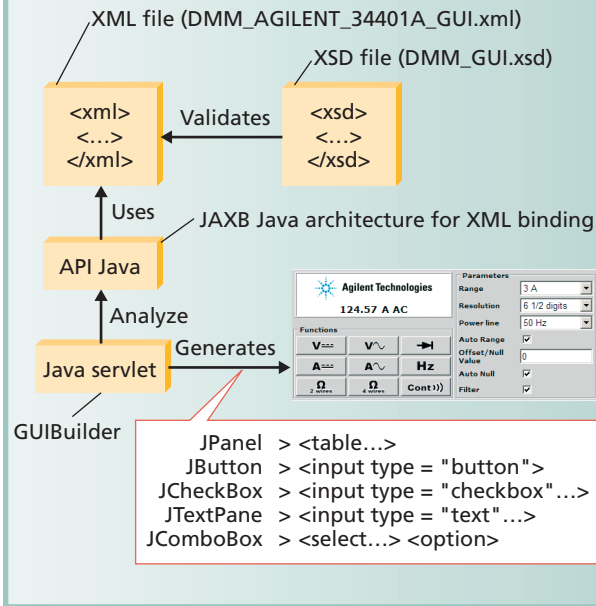 XML file (DMM_AGILENT_34401A_GUI.xml)
XSD file (DMM_GUI.xsd)
<xml>
<...>
</xml>
Validates
<xsd>
<...>
</xsd>
Uses
JAXB Java architecture for XML binding
API Java
Analyze
Java servlet
Generates
GUIBuilder
Agilent Technologies
124.57 A AC
Functions
V
V
A
A
Hz
Ω
2 wires
Ω
4 wires
Cont
Parameters
Range 3 A
Resolution 6 1/2 digits
Power line 50 Hz
Auto Range
Offset/Null
Value 0
Auto Null
Filter
JPanel > <table...>
JButton > <input type = "button">
JCheckBox > <input type = "checkbox"...>
JTextPane > <input type = "text"...>
JComboBox > <select...> <option>